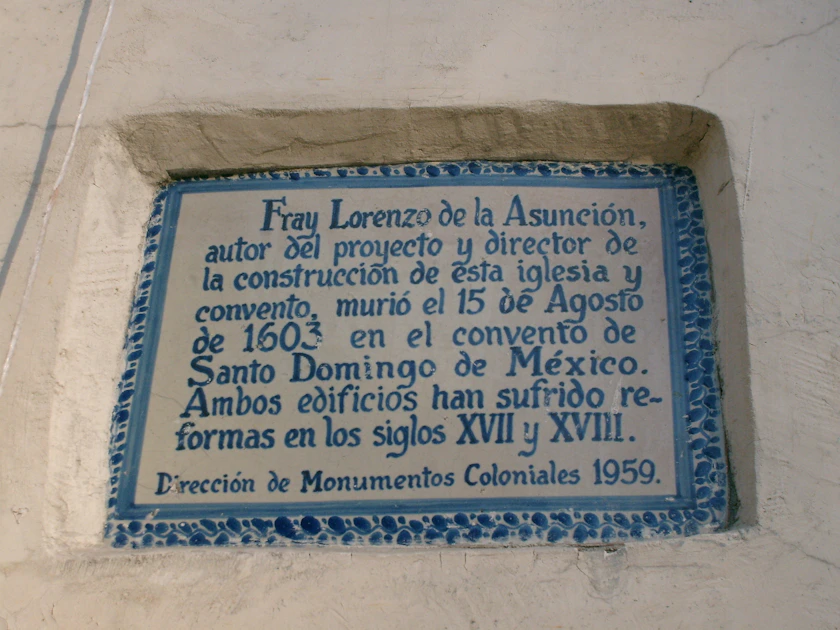 Fray Lorenzo de la Asunción,
autor del proyecto y director de
la construcción de esta iglesia y
convento, murió el 15 de Agosto
de 1603 en el convento de
Santo Domingo de México.
Ambos edificios han sufrido re-
formas en los siglos XVII y XVIII.
Dirección de Monumentos Coloniales 1959.